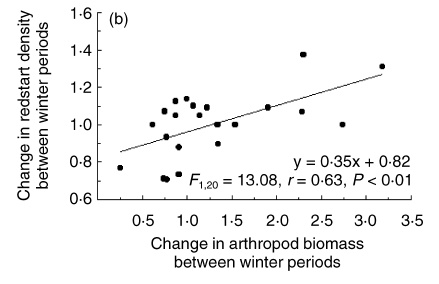 (b)
Change in redstart density
between winter periods
1·6
1·4
1·2
1·0
0·8
0·6
y = 0·35x + 0·82
F1,20 = 13·08, r = 0·63, P < 0·01
0·5 1·0 1·5 2·0 2·5 3·0 3·5
Change in arthropod biomass
between winter periods